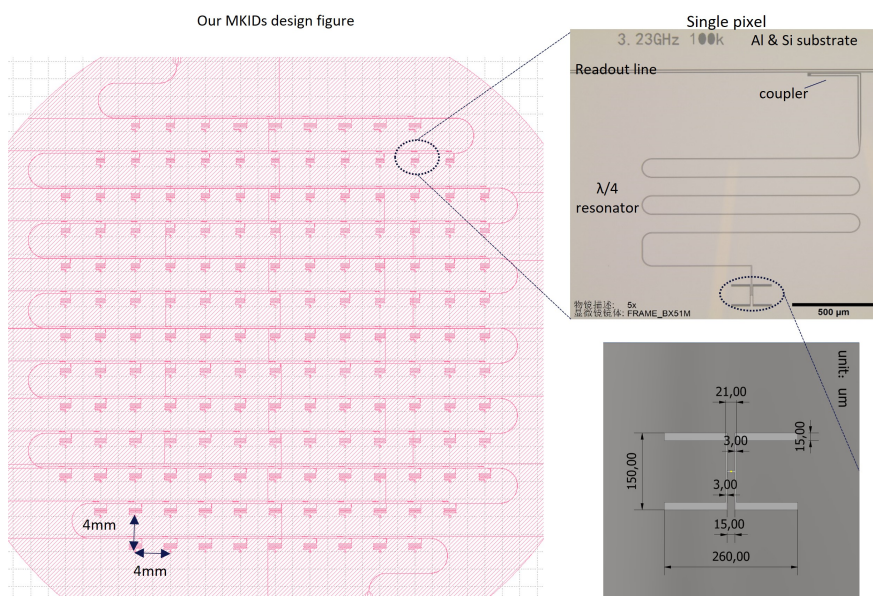 Our MKIDs design figure
Single pixel
3.23GHz 100k
Al & Si substrate
Readout line
coupler
λ/4
resonator
物镜描述: 5x
显微镜镜体: FRAME_BX51M
500 µm
4mm
4mm
unit: um
21,00
3,00
15,00
150,00
3,00
15,00
260,00